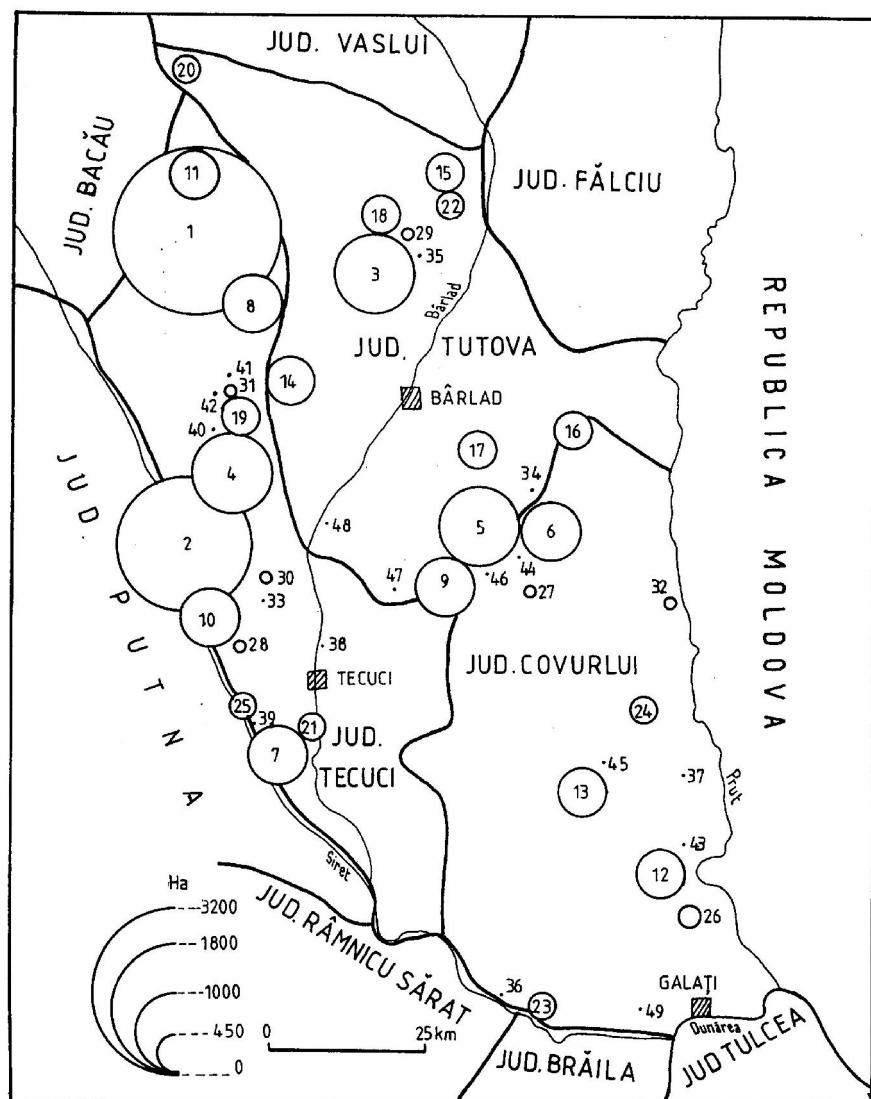 JUD. VASLUI
20
JUD. BACĂU
11
15
JUD. FĂLCIU
18
22
29
1
3
35
8
Bârlad
REPUBLICA MOLDOVA
JUD. TUTOVA
41
31
14
42
BÂRLAD
19
40
16
17
4
34
JUD. PUTNA
2
5
6
48
44
46
30
47
9
27
32
33
10
28
38
JUD. COVURLUI
TECUCI
25
24
39
21
JUD.
7
TECUCI
45
37
13
Prut
43
Siret
12
Ha
3200
JUD. RÂMNICU SĂRAT
26
1800
1000
36
GALAȚI
23
49
450
0
25 km
Dunărea
0
JUD. BRĂILA
JUD TULCEA